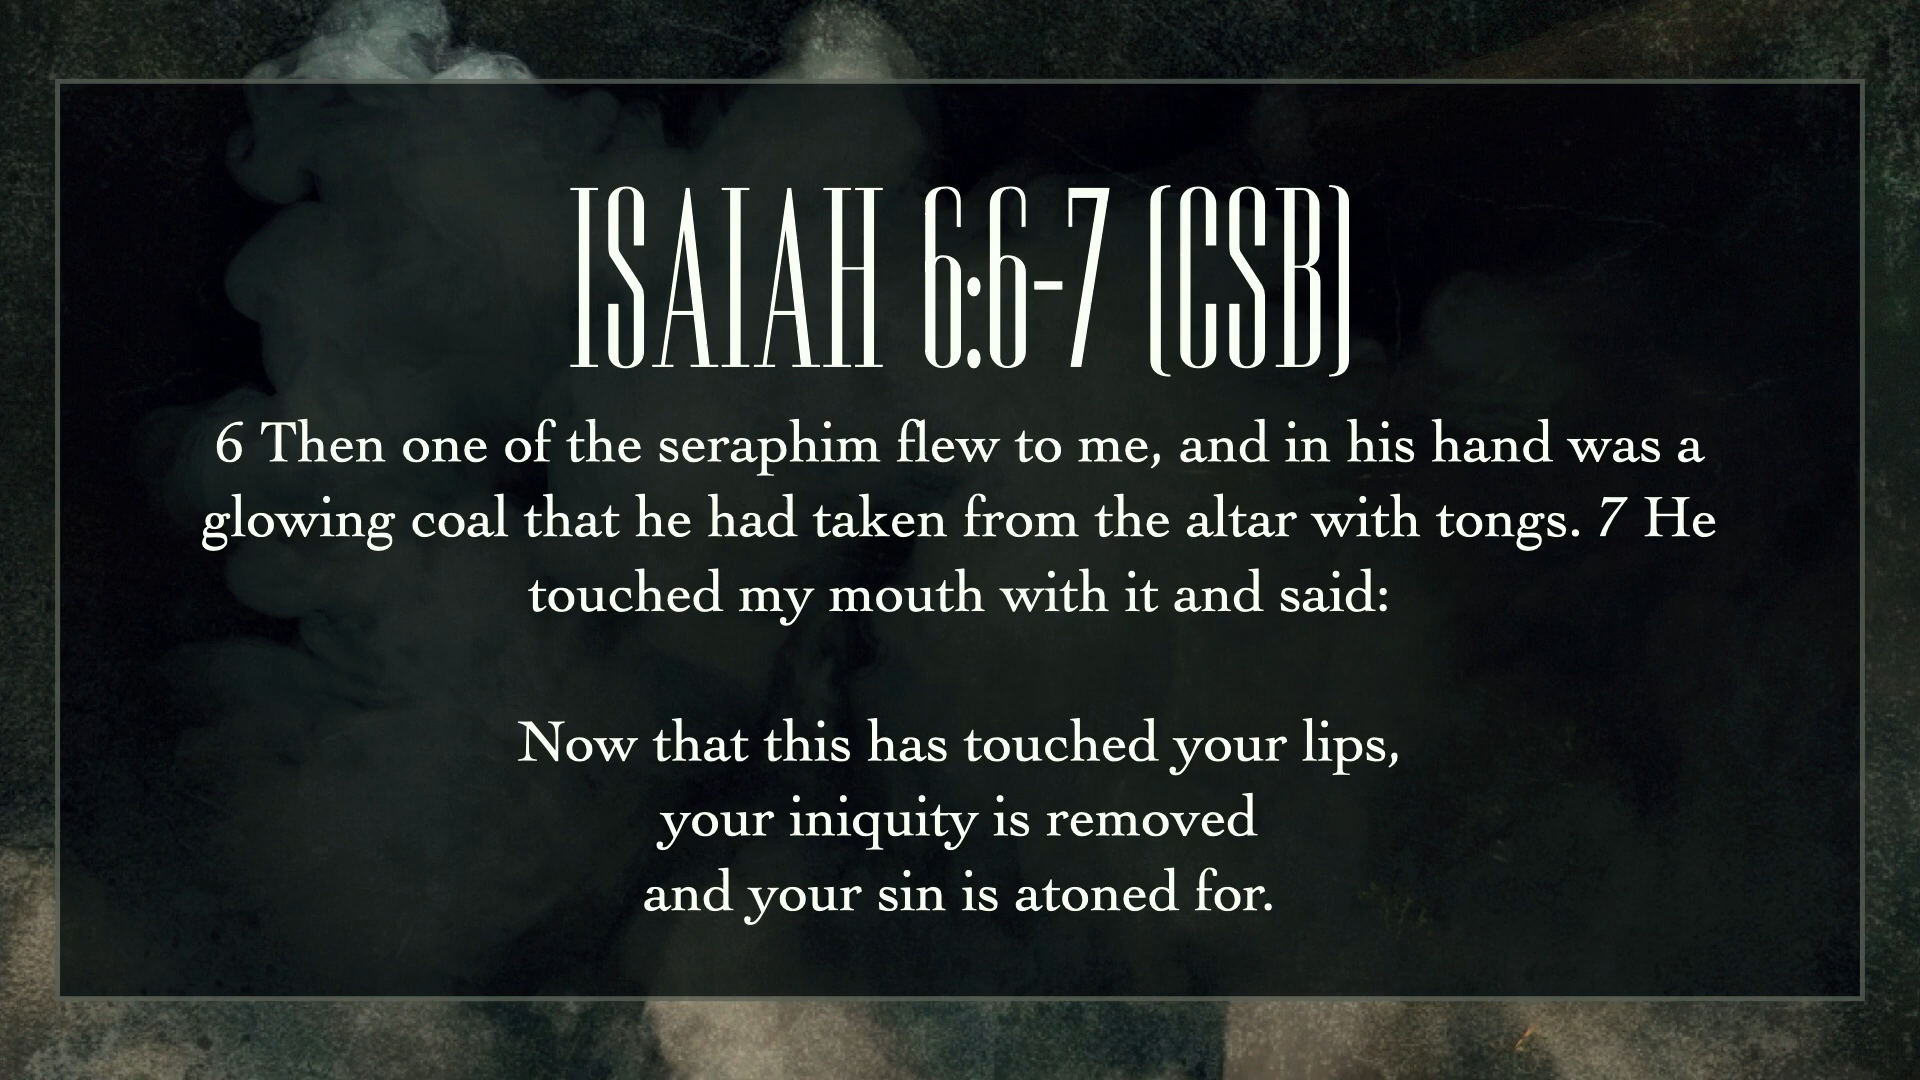 ISAIAH 6:6-7 (CSB)
6 Then one of the seraphim flew to me, and in his hand was a
glowing coal that he had taken from the altar with tongs. 7 He
touched my mouth with it and said:
Now that this has touched your lips,
your iniquity is removed
and your sin is atoned for.